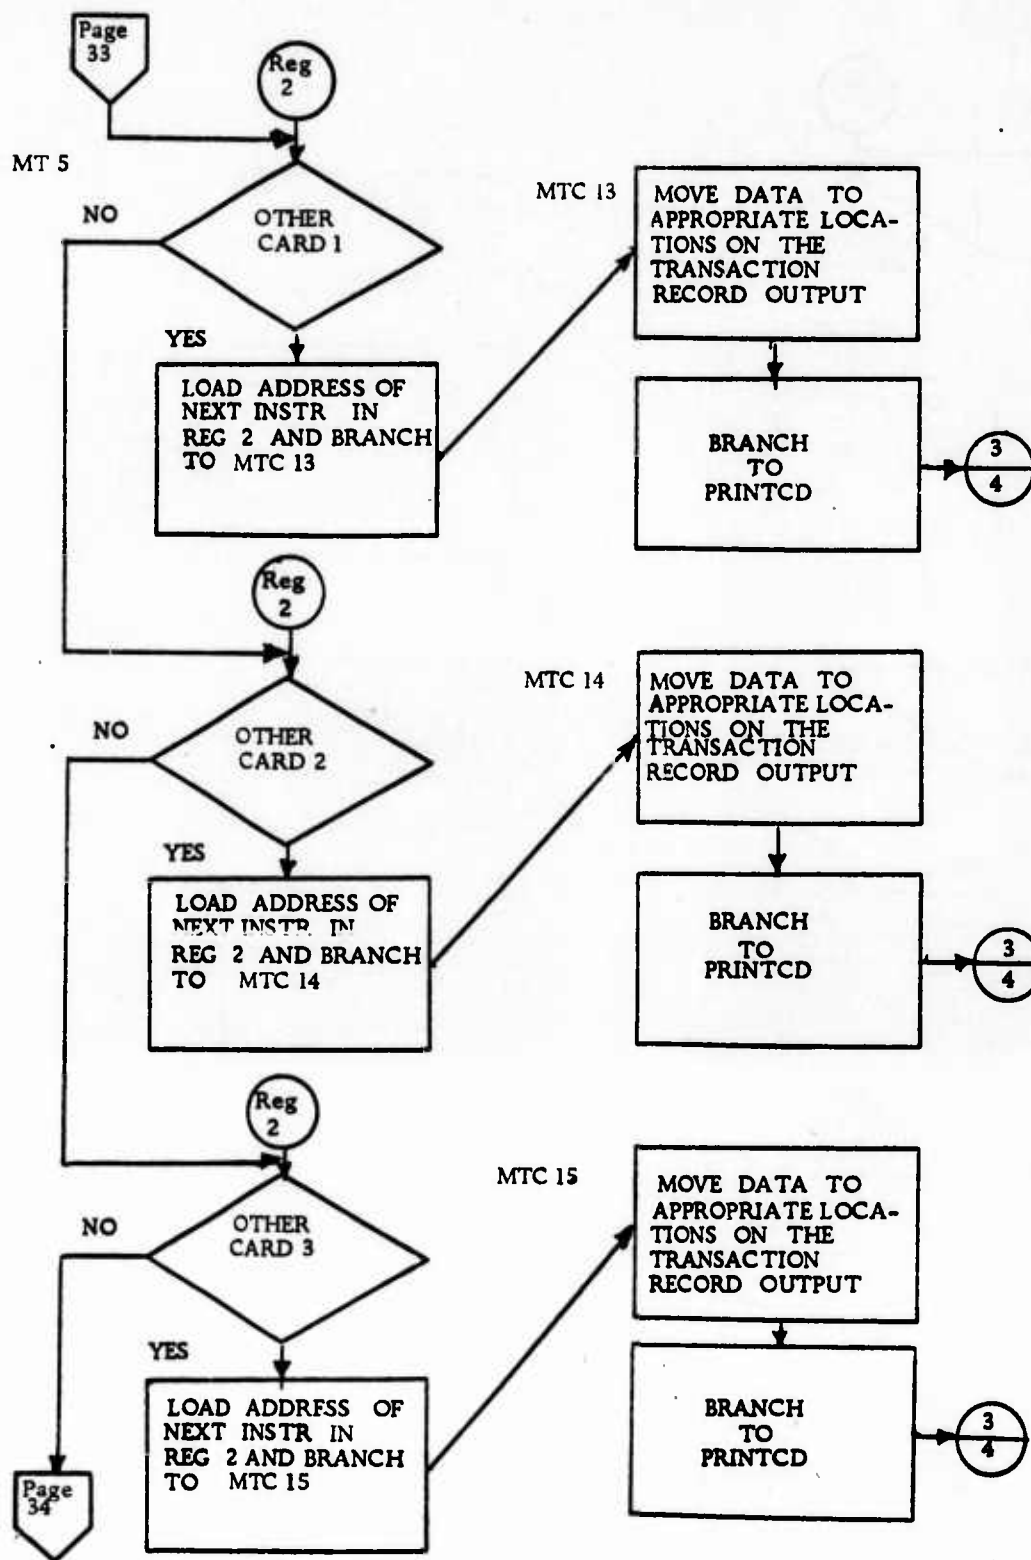 Page
33
Reg
2
MT 5
NO
OTHER
CARD 1
YES
LOAD ADDRESS OF
NEXT INSTR IN
REG 2 AND BRANCH
TO MTC 13
MTC 13
MOVE DATA TO
APPROPRIATE LOCA-
TIONS ON THE
TRANSACTION
RECORD OUTPUT
BRANCH
TO
PRINTCD
3
4
Reg
2
NO
OTHER
CARD 2
YES
LOAD ADDRESS OF
NEXT INSTR IN
REG 2 AND BRANCH
TO MTC 14
MTC 14
MOVE DATA TO
APPROPRIATE LOCA-
TIONS ON THE
TRANSACTION
RECORD OUTPUT
BRANCH
TO
PRINTCD
3
4
Reg
2
NO
OTHER
CARD 3
YES
LOAD ADDRESS OF
NEXT INSTR IN
REG 2 AND BRANCH
TO MTC 15
MTC 15
MOVE DATA TO
APPROPRIATE LOCA-
TIONS ON THE
TRANSACTION
RECORD OUTPUT
BRANCH
TO
PRINTCD
3
4
Page
34